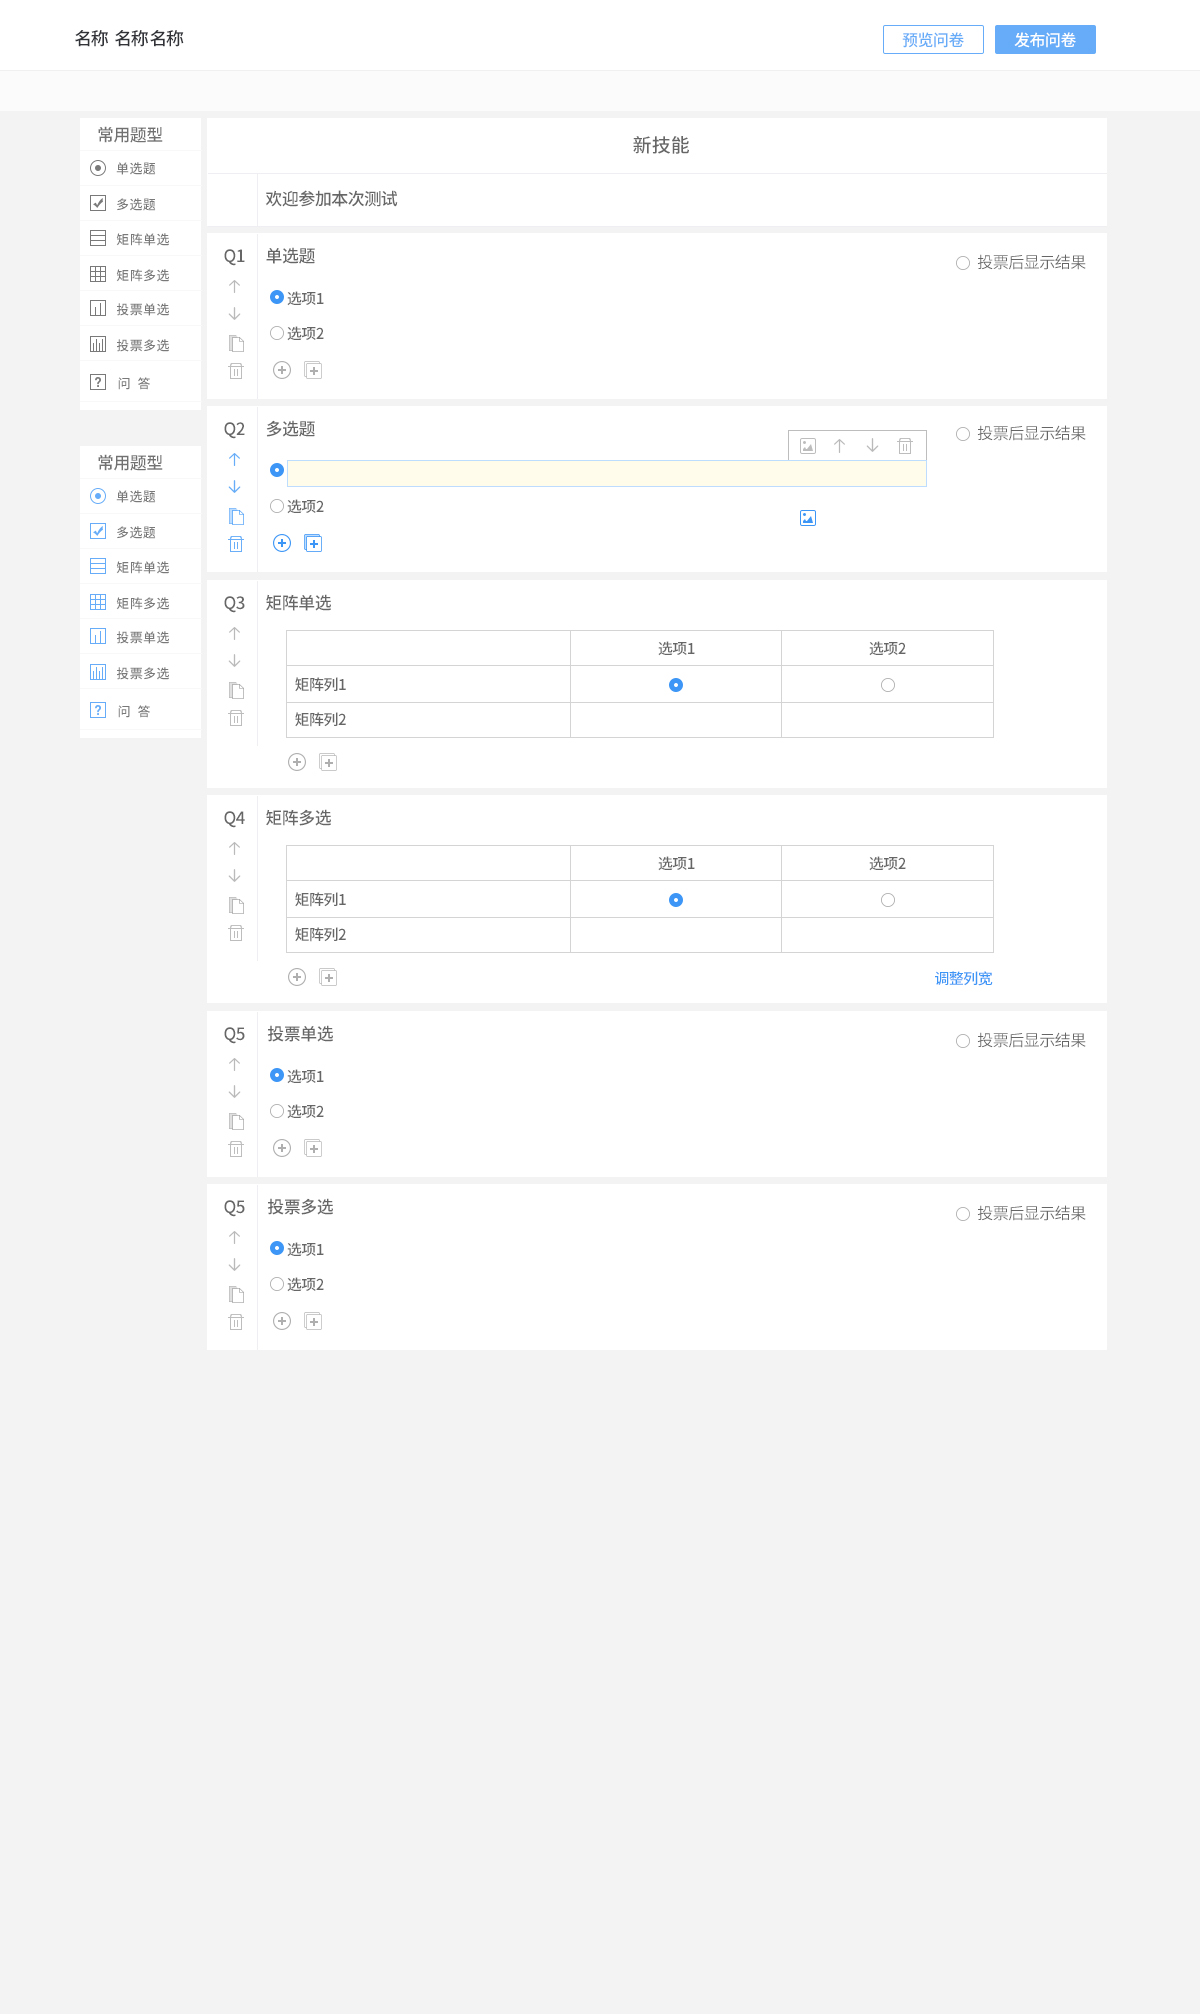 名称 名称名称
预览问卷 发布问卷
常用题型
单选题
多选题
矩阵单选
矩阵多选
投票单选
投票多选
问 答
常用题型
单选题
多选题
矩阵单选
矩阵多选
投票单选
投票多选
问 答
新技能
欢迎参加本次测试
Q1 单选题
投票后显示结果
选项1
选项2
Q2 多选题
投票后显示结果
选项2
Q3 矩阵单选
选项1 选项2
矩阵列1
矩阵列2
Q4 矩阵多选
选项1 选项2
矩阵列1
矩阵列2
调整列宽
Q5 投票单选
投票后显示结果
选项1
选项2
Q5 投票多选
投票后显示结果
选项1
选项2